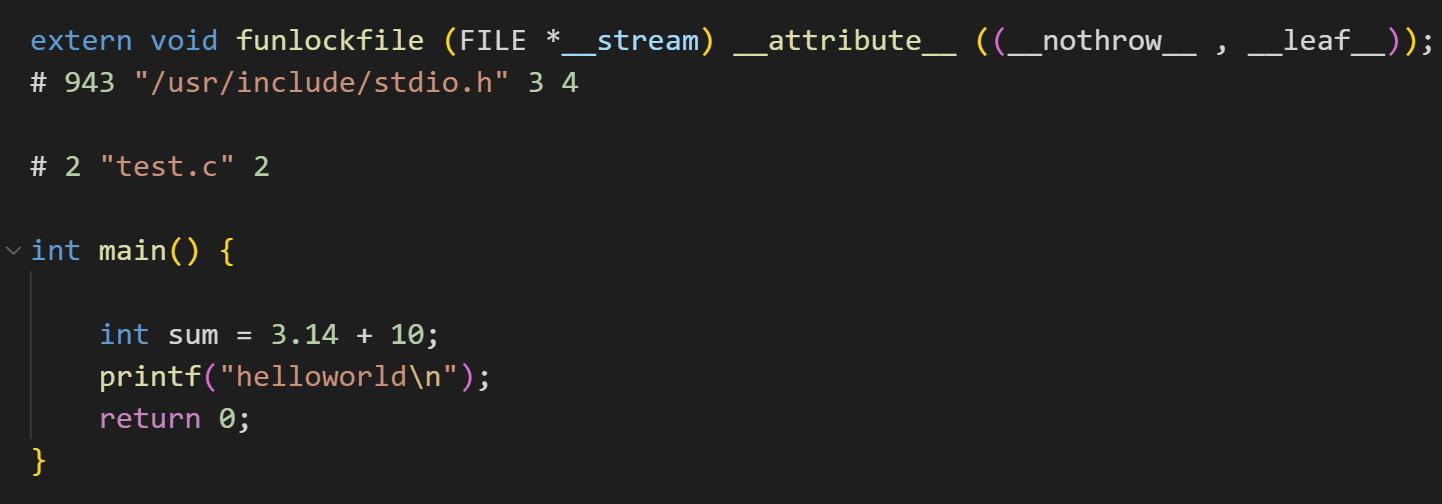 extern void funlockfile (FILE *__stream) __attribute__ ((__nothrow__ , __leaf__));
# 943 "/usr/include/stdio.h" 3 4
# 2 "test.c" 2
int main() {
int sum = 3.14 + 10;
printf("helloworld\n");
return 0;
}